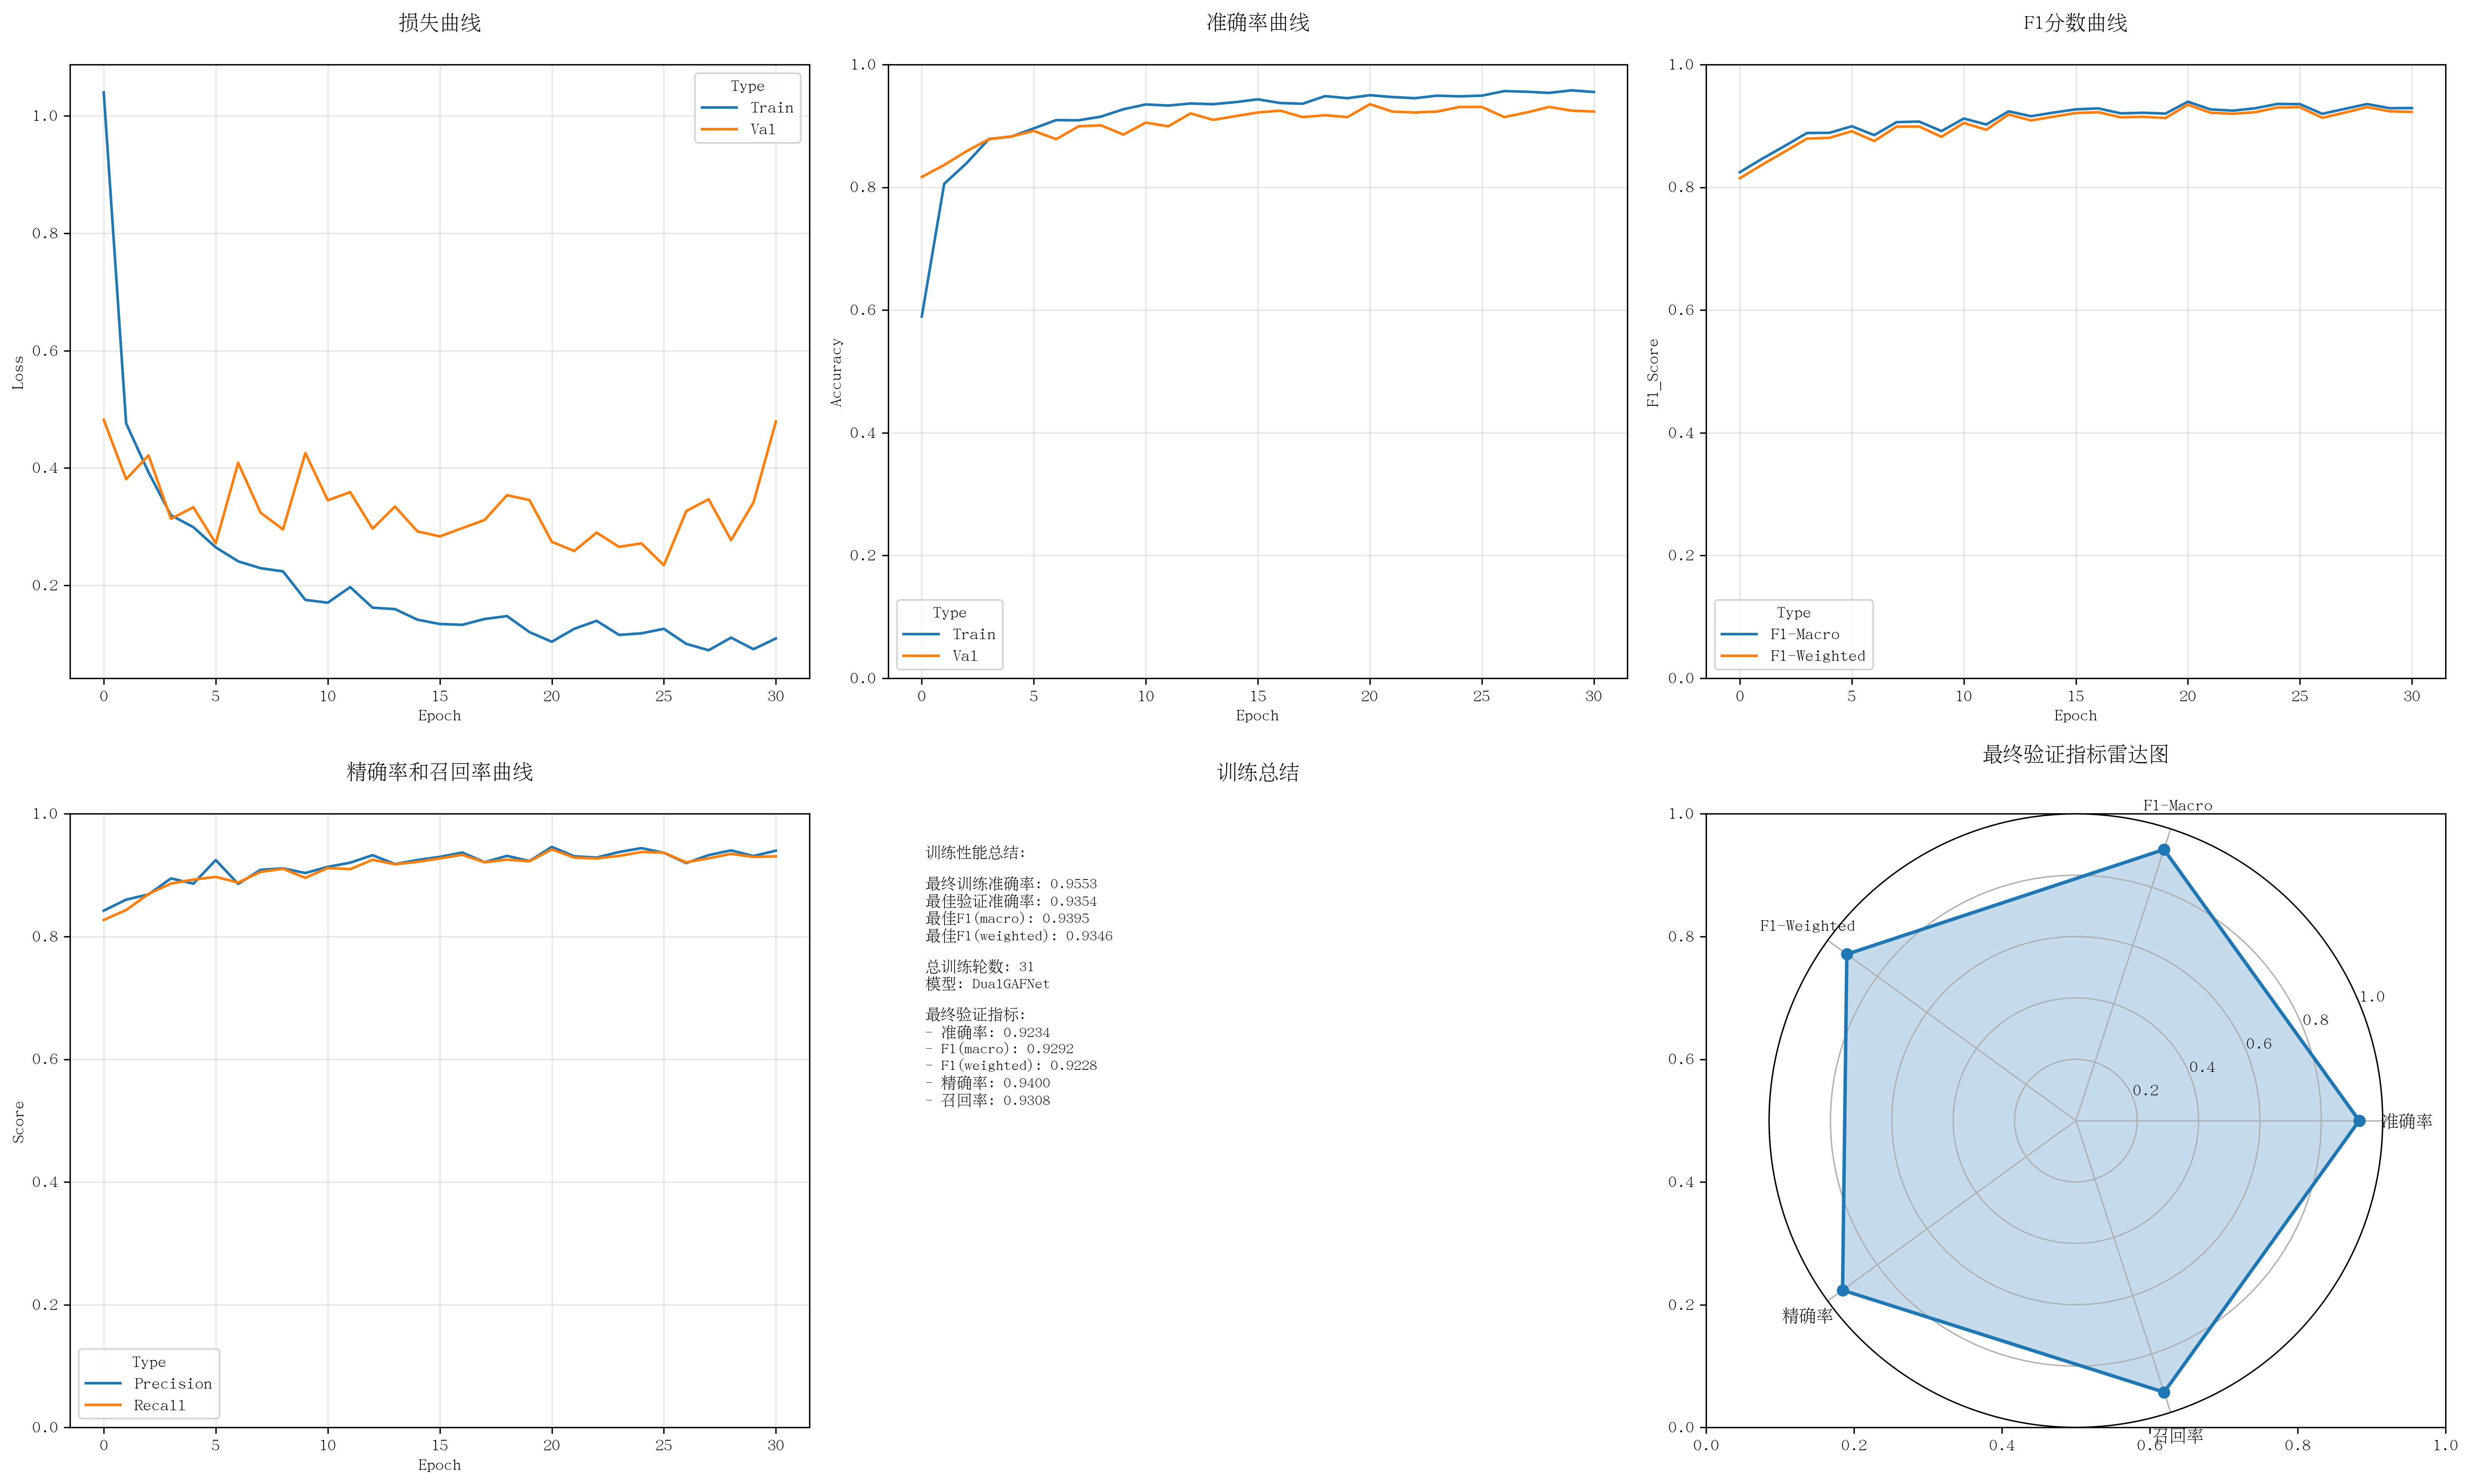 损失曲线
1.0
0.8
0.6
0.4
0.2
Loss
0 5 10 15 20 25 30
Epoch
Type
Train
Val
准确率曲线
1.0
0.8
0.6
0.4
0.2
0.0
Accuracy
0 5 10 15 20 25 30
Epoch
Type
Train
Val
F1分数曲线
1.0
0.8
0.6
0.4
0.2
0.0
F1_Score
0 5 10 15 20 25 30
Epoch
Type
F1-Macro
F1-Weighted
精确率和召回率曲线
1.0
0.8
0.6
0.4
0.2
0.0
Score
0 5 10 15 20 25 30
Epoch
Type
Precision
Recall
训练总结
训练性能总结:
最终训练准确率: 0.9553
最佳验证准确率: 0.9354
最佳F1(macro): 0.9395
最佳F1(weighted): 0.9346
总训练轮数: 31
模型: DualGAFNet
最终验证指标:
- 准确率: 0.9234
- F1(macro): 0.9292
- F1(weighted): 0.9228
- 精确率: 0.9400
- 召回率: 0.9308
最终验证指标雷达图
1.0
0.8
0.6
0.4
0.2
0.0
0.0 0.2 0.4 0.6 0.8 1.0
F1-Macro
F1-Weighted
准确率
精确率
召回率
1.0
0.8
0.6
0.4
0.2